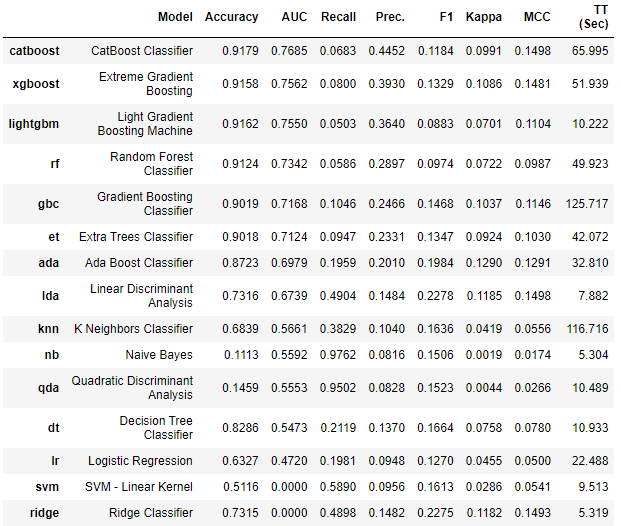 Model Accuracy AUC Recall Prec. F1 Kappa MCC TT (Sec)
catboost CatBoost Classifier 0.9179 0.7685 0.0683 0.4452 0.1184 0.0991 0.1498 65.995
xgboost Extreme Gradient Boosting 0.9158 0.7562 0.0800 0.3930 0.1329 0.1086 0.1481 51.939
lightgbm Light Gradient Boosting Machine 0.9162 0.7550 0.0503 0.3640 0.0883 0.0701 0.1104 10.222
rf Random Forest Classifier 0.9124 0.7342 0.0586 0.2897 0.0974 0.0722 0.0987 49.923
gbc Gradient Boosting Classifier 0.9019 0.7168 0.1046 0.2466 0.1468 0.1037 0.1146 125.717
et Extra Trees Classifier 0.9018 0.7124 0.0947 0.2331 0.1347 0.0924 0.1030 42.072
ada Ada Boost Classifier 0.8723 0.6979 0.1959 0.2010 0.1984 0.1290 0.1291 32.810
lda Linear Discriminant Analysis 0.7316 0.6739 0.4904 0.1484 0.2278 0.1185 0.1498 7.882
knn K Neighbors Classifier 0.6839 0.5661 0.3829 0.1040 0.1636 0.0419 0.0556 116.716
nb Naive Bayes 0.1113 0.5592 0.9762 0.0816 0.1506 0.0019 0.0174 5.304
qda Quadratic Discriminant Analysis 0.1459 0.5553 0.9502 0.0828 0.1523 0.0044 0.0266 10.489
dt Decision Tree Classifier 0.8286 0.5473 0.2119 0.1370 0.1664 0.0758 0.0780 10.933
lr Logistic Regression 0.6327 0.4720 0.1981 0.0948 0.1270 0.0455 0.0500 22.488
svm SVM - Linear Kernel 0.5116 0.0000 0.5890 0.0956 0.1613 0.0286 0.0541 9.513
ridge Ridge Classifier 0.7315 0.0000 0.4898 0.1482 0.2275 0.1182 0.1493 5.319